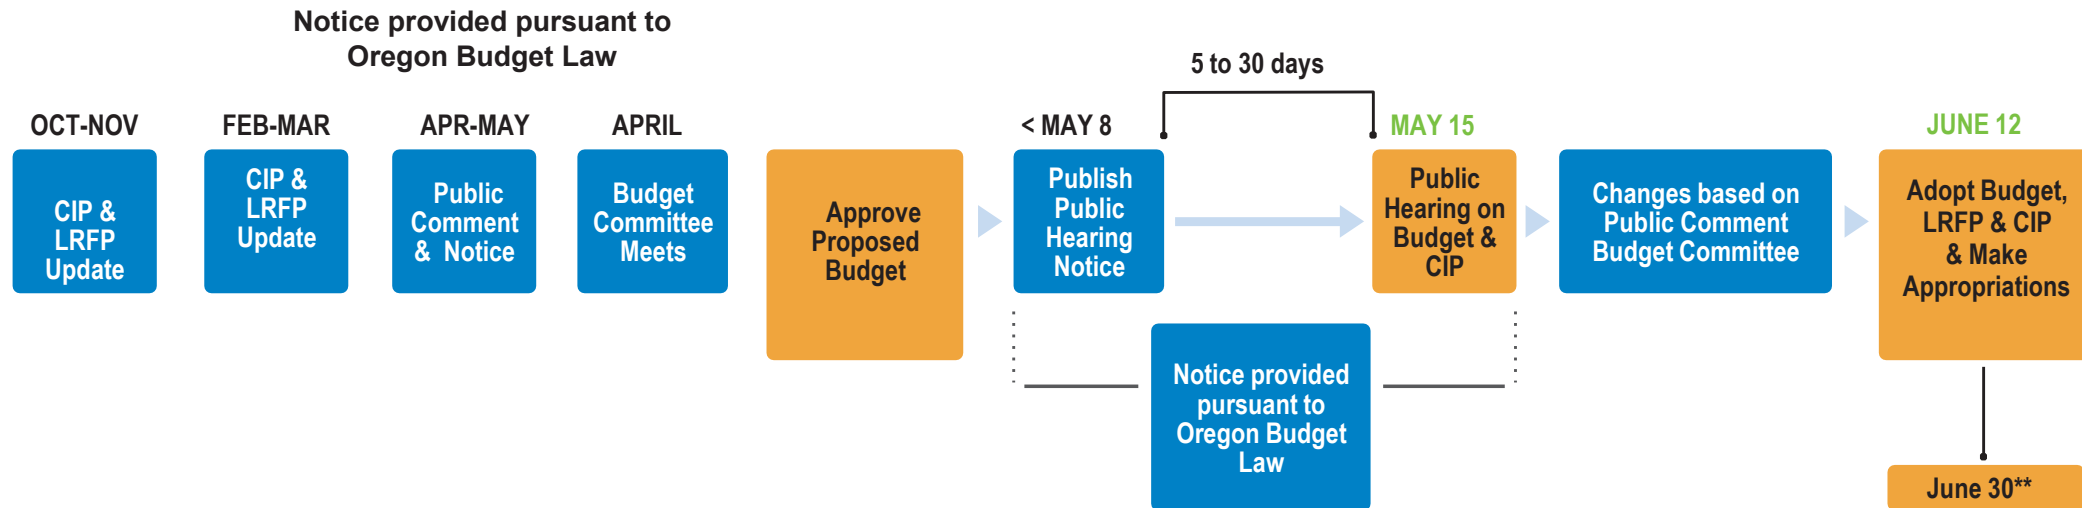 Notice provided pursuant to
Oregon Budget Law
5 to 30 days
OCT-NOV
FEB-MAR
APR-MAY
APRIL
< MAY 8
MAY 15
JUNE 12
CIP &
LRFP
Update
CIP &
LRFP
Update
Public
Comment
& Notice
Budget
Committee
Meets
Approve
Proposed
Budget
Publish
Public
Hearing
Notice
Public
Hearing on
Budget &
CIP
Changes based on
Public Comment
Budget Committee
Adopt Budget,
LRFP & CIP
& Make
Appropriations
Notice provided
pursuant to
Oregon Budget
Law
June 30**